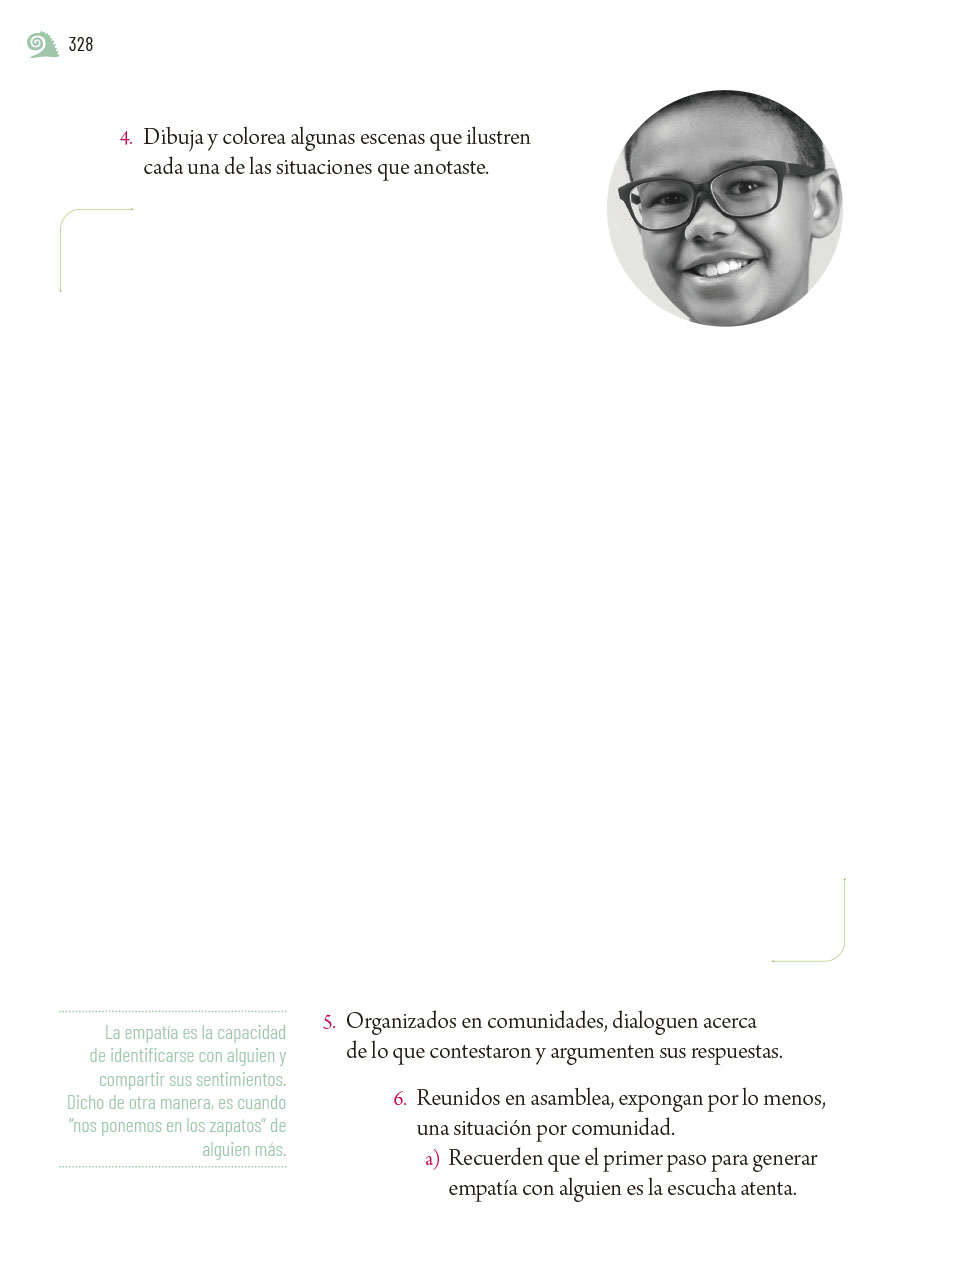 328
4. Dibuja y colorea algunas escenas que ilustren
cada una de las situaciones que anotaste.
La empatía es la capacidad
de identificarse con alguien y
compartir sus sentimientos.
Dicho de otra manera, es cuando
“nos ponemos en los zapatos” de
alguien más.
5. Organizados en comunidades, dialoguen acerca
de lo que contestaron y argumenten sus respuestas.
6. Reunidos en asamblea, expongan por lo menos,
una situación por comunidad.
a) Recuerden que el primer paso para generar
empatía con alguien es la escucha atenta.